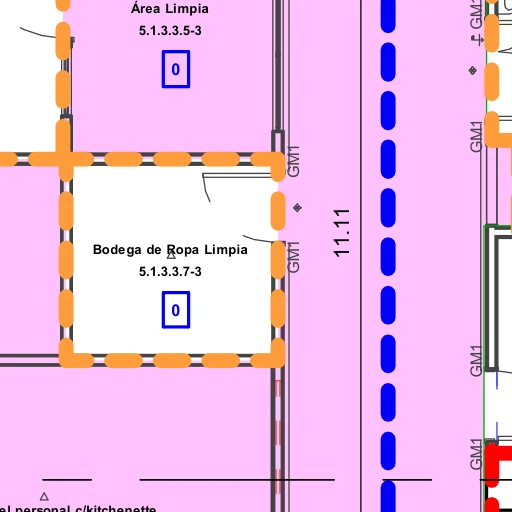 Área Limpia
5.1.3.3.5-3
0
GM1
GM1
GM1
11.11
Bodega de Ropa Limpia
5.1.3.3.7-3
0
GM1
GM1
GM1
el personal c/kitchenette